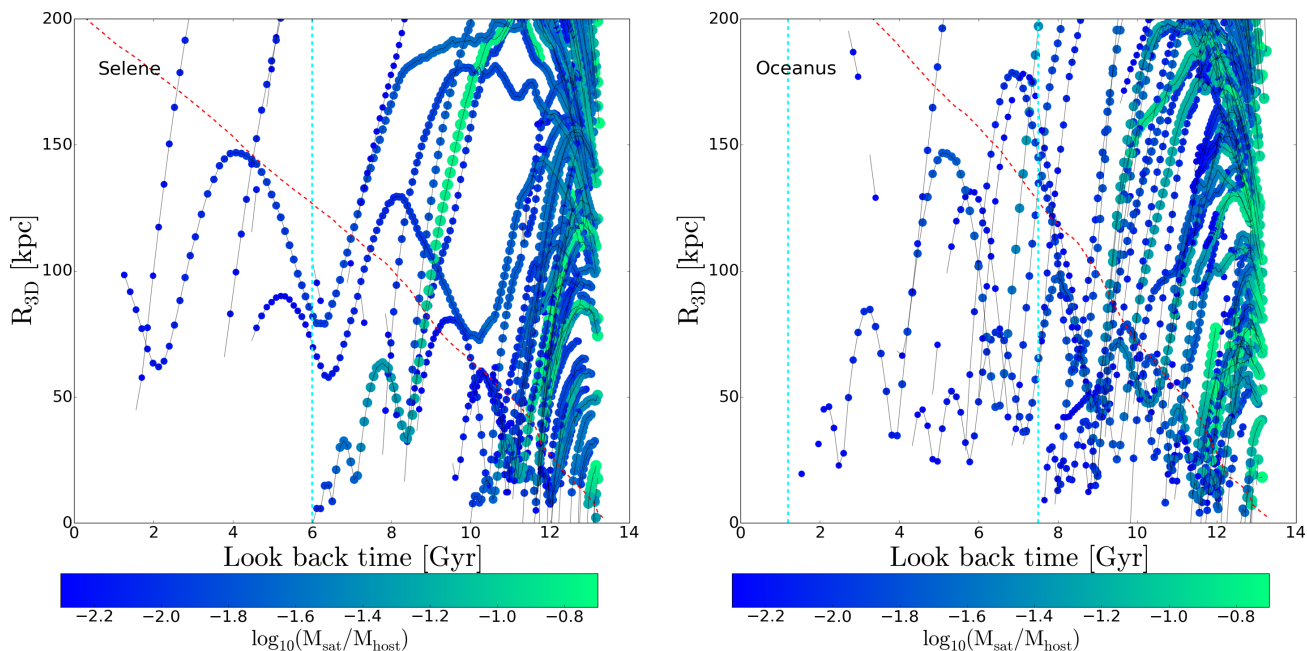 200
150
100
50
0
R3D [kpc]
Selene
0 2 4 6 8 10 12 14
Look back time [Gyr]
−2.2 −2.0 −1.8 −1.6 −1.4 −1.2 −1.0 −0.8
log10(Msat/Mhost)
200
150
100
50
0
R3D [kpc]
Oceanus
0 2 4 6 8 10 12 14
Look back time [Gyr]
−2.2 −2.0 −1.8 −1.6 −1.4 −1.2 −1.0 −0.8
log10(Msat/Mhost)